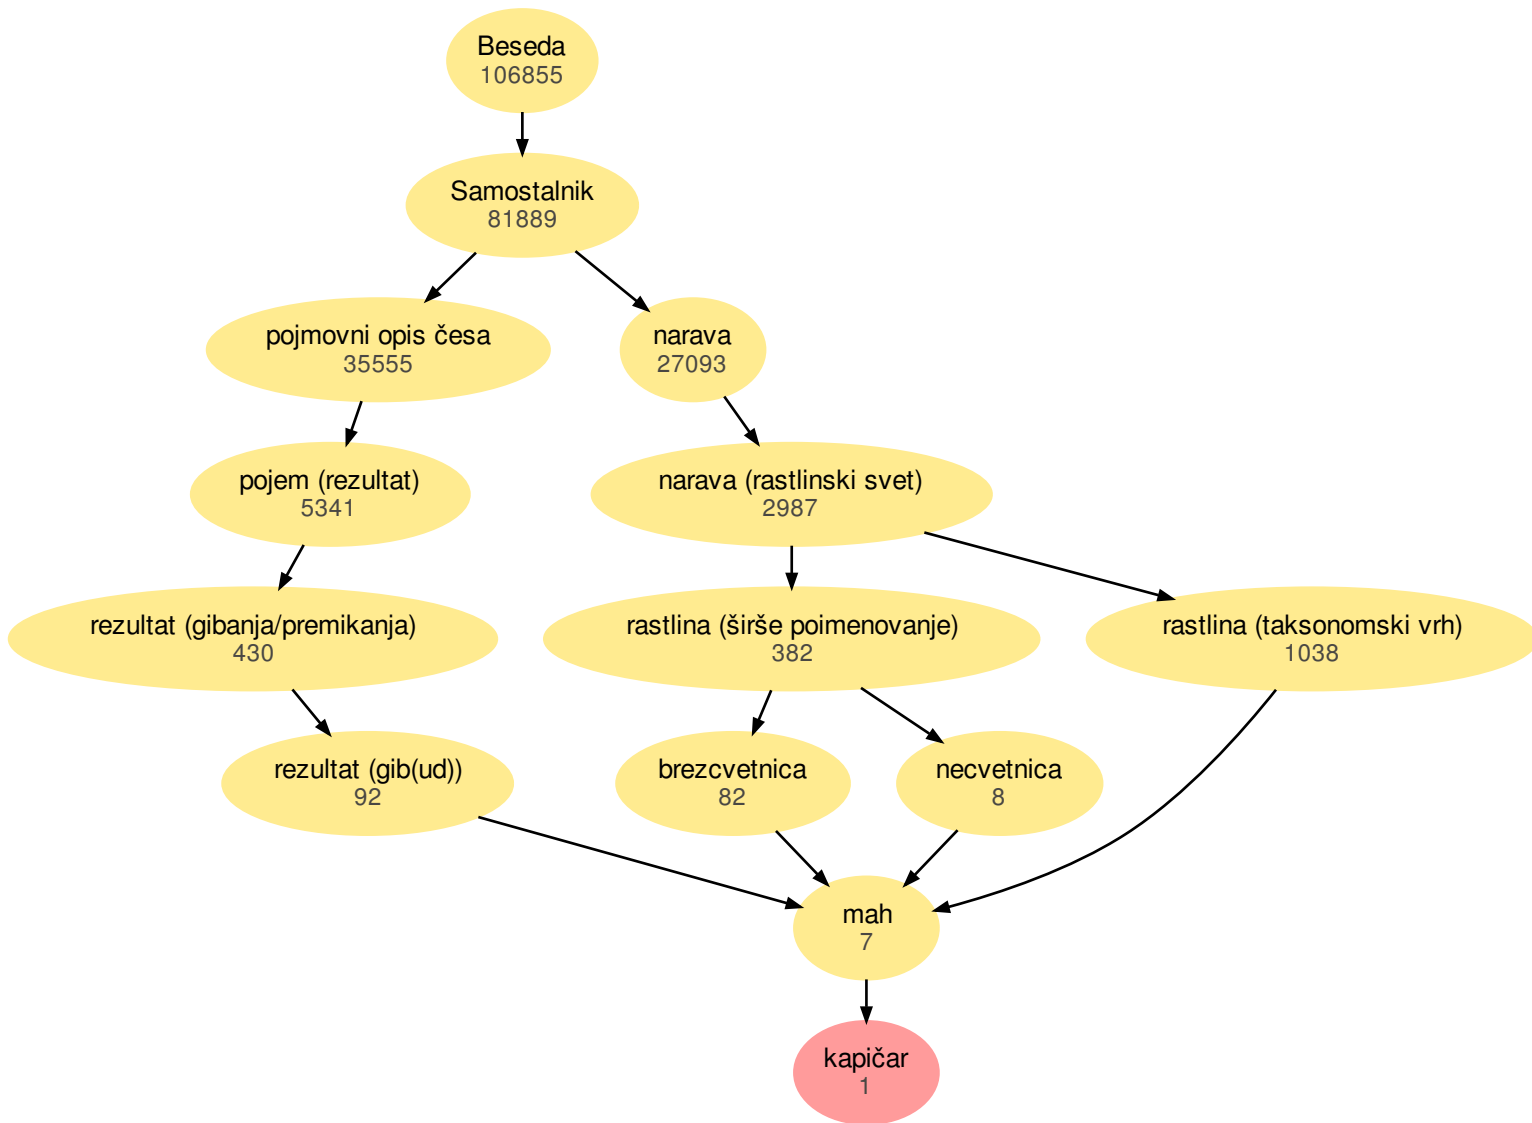 Beseda
106855
Samostalnik
81889
pojmovni opis česa
35555
narava
27093
pojem (rezultat)
5341
narava (rastlinski svet)
2987
rezultat (gibanja/premikanja)
430
rastlina (širše poimenovanje)
382
rastlina (taksonomski vrh)
1038
rezultat (gib(ud))
92
brezcvetnica
82
necvetnica
8
mah
7
kapičar
1